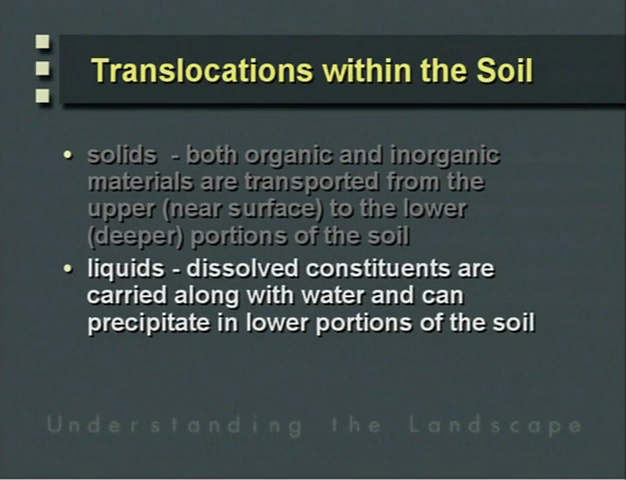 Translocations within the Soil
• solids - both organic and inorganic
materials are transported from the
upper (near surface) to the lower
(deeper) portions of the soil
• liquids - dissolved constituents are
carried along with water and can
precipitate in lower portions of the soil
Understanding the Landscape